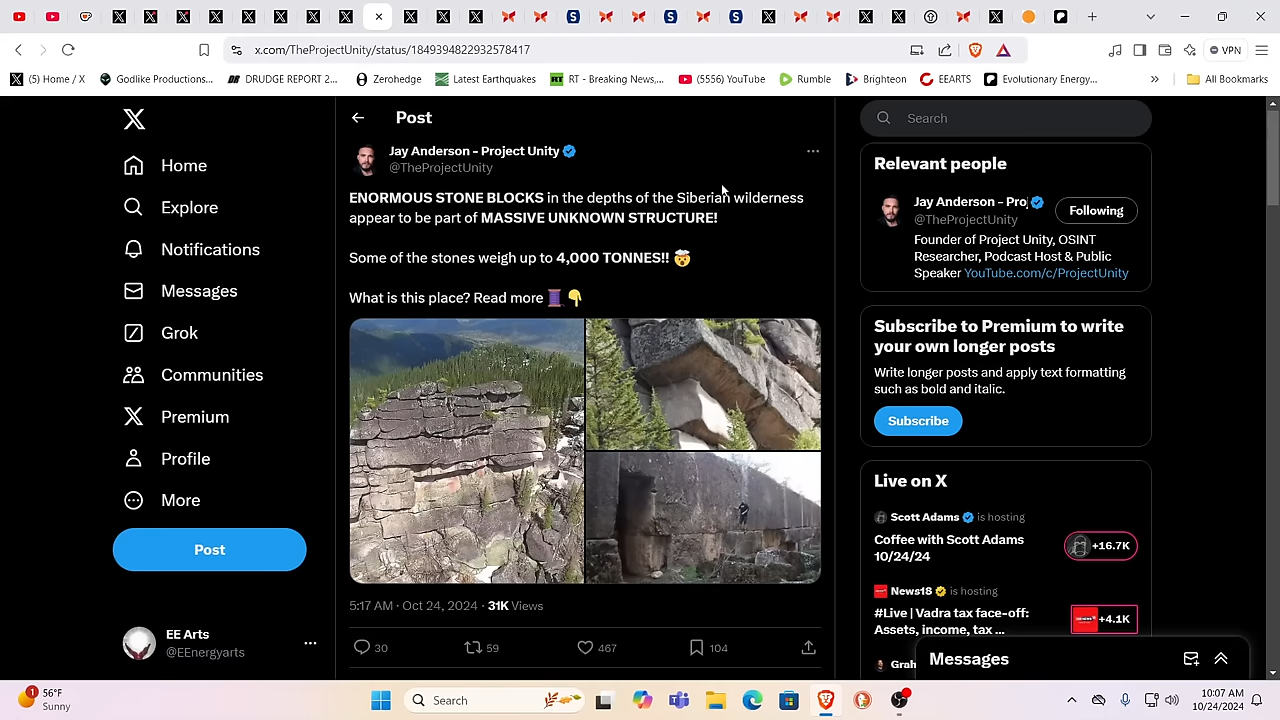 x.com/TheProjectUnity/status/1849394822932578417
VPN
(5) Home / X
Godlike Productions...
DRUDGE REPORT 2...
Zerohedge
Latest Earthquakes
RT - Breaking News,...
(5556) YouTube
Rumble
Brighteon
EEARTS
Evolutionary Energy...
»
All Bookmarks
Home
Explore
Notifications
Messages
Grok
Communities
Premium
Profile
More
Post
EE Arts
@EEnergyarts
Post
Jay Anderson - Project Unity
@TheProjectUnity
ENORMOUS STONE BLOCKS in the depths of the Siberian wilderness
appear to be part of MASSIVE UNKNOWN STRUCTURE!
Some of the stones weigh up to 4,000 TONNES!! 🤯
What is this place? Read more 🧵👇
5:17 AM · Oct 24, 2024 · 31K Views
30
59
467
104
Search
Relevant people
Jay Anderson - Proj
@TheProjectUnity
Following
Founder of Project Unity, OSINT
Researcher, Podcast Host & Public
Speaker YouTube.com/c/ProjectUnity
Subscribe to Premium to write
your own longer posts
Write longer posts and apply text formatting
such as bold and italic.
Subscribe
Live on X
Scott Adams is hosting
Coffee with Scott Adams
10/24/24
+16.7K
News18 is hosting
#Live | Vadra tax face-off:
Assets, income, tax ...
+4.1K
Grah
Messages
1
56°F
Sunny
Search
10:07 AM
10/24/2024